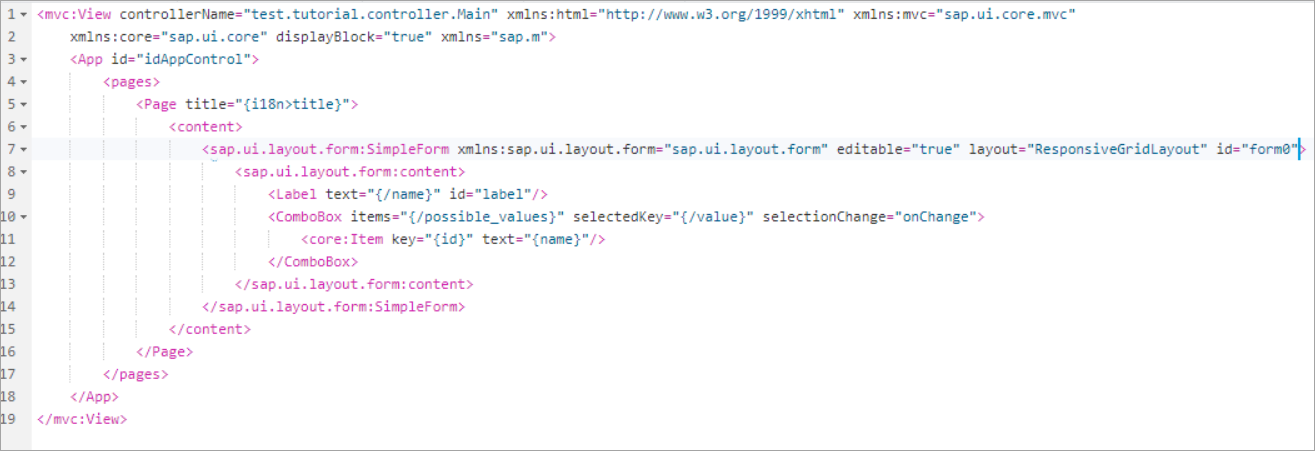 1 <mvc:View controllerName="test.tutorial.controller.Main" xmlns:html="http://www.w3.org/1999/xhtml" xmlns:mvc="sap.ui.core.mvc"
2 xmlns:core="sap.ui.core" displayBlock="true" xmlns="sap.m">
3 <App id="idAppControl">
4 <pages>
5 <Page title="{i18n>title}">
6 <content>
7 <sap.ui.layout.form:SimpleForm xmlns:sap.ui.layout.form="sap.ui.layout.form" editable="true" layout="ResponsiveGridLayout" id="form0">
8 <sap.ui.layout.form:content>
9 <Label text="{/name}" id="label"/>
10 <ComboBox items="{/possible_values}" selectedKey="{/value}" selectionChange="onChange">
11 <core:Item key="{id}" text="{name}"/>
12 </ComboBox>
13 </sap.ui.layout.form:content>
14 </sap.ui.layout.form:SimpleForm>
15 </content>
16 </Page>
17 </pages>
18 </App>
19 </mvc:View>